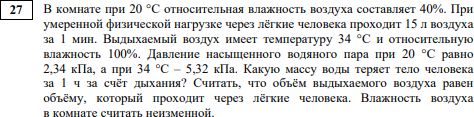 27 В комнате при 20 °С относительная влажность воздуха составляет 40%. При
умеренной физической нагрузке через лёгкие человека проходит 15 л воздуха
за 1 мин. Выдыхаемый воздух имеет температуру 34 °С и относительную
влажность 100%. Давление насыщенного водяного пара при 20 °С равно
2,34 кПа, а при 34 °С – 5,32 кПа. Какую массу воды теряет тело человека
за 1 ч за счёт дыхания? Считать, что объём выдыхаемого воздуха равен
объёму, который проходит через лёгкие человека. Влажность воздуха
в комнате считать неизменной.